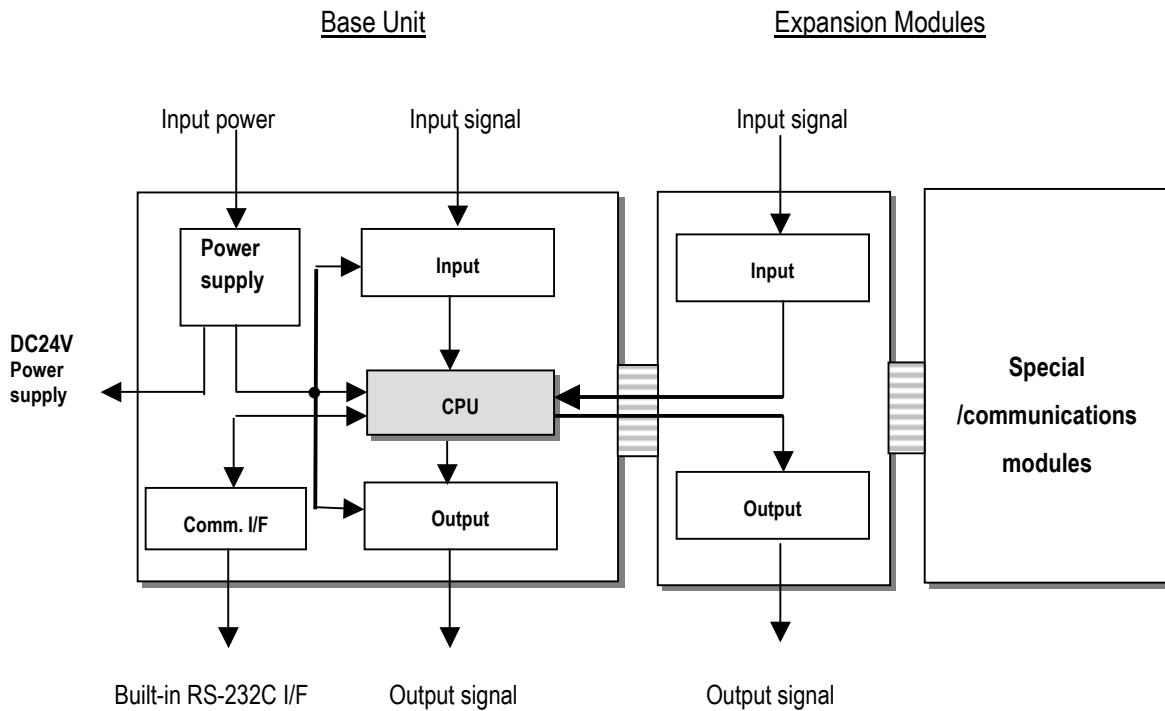 Base Unit
Expansion Modules
Input power
Input signal
Input signal
Power
supply
Input
Input
DC24V
Power
supply
CPU
Special
/communications
modules
Comm. I/F
Output
Output
Built-in RS-232C I/F
Output signal
Output signal